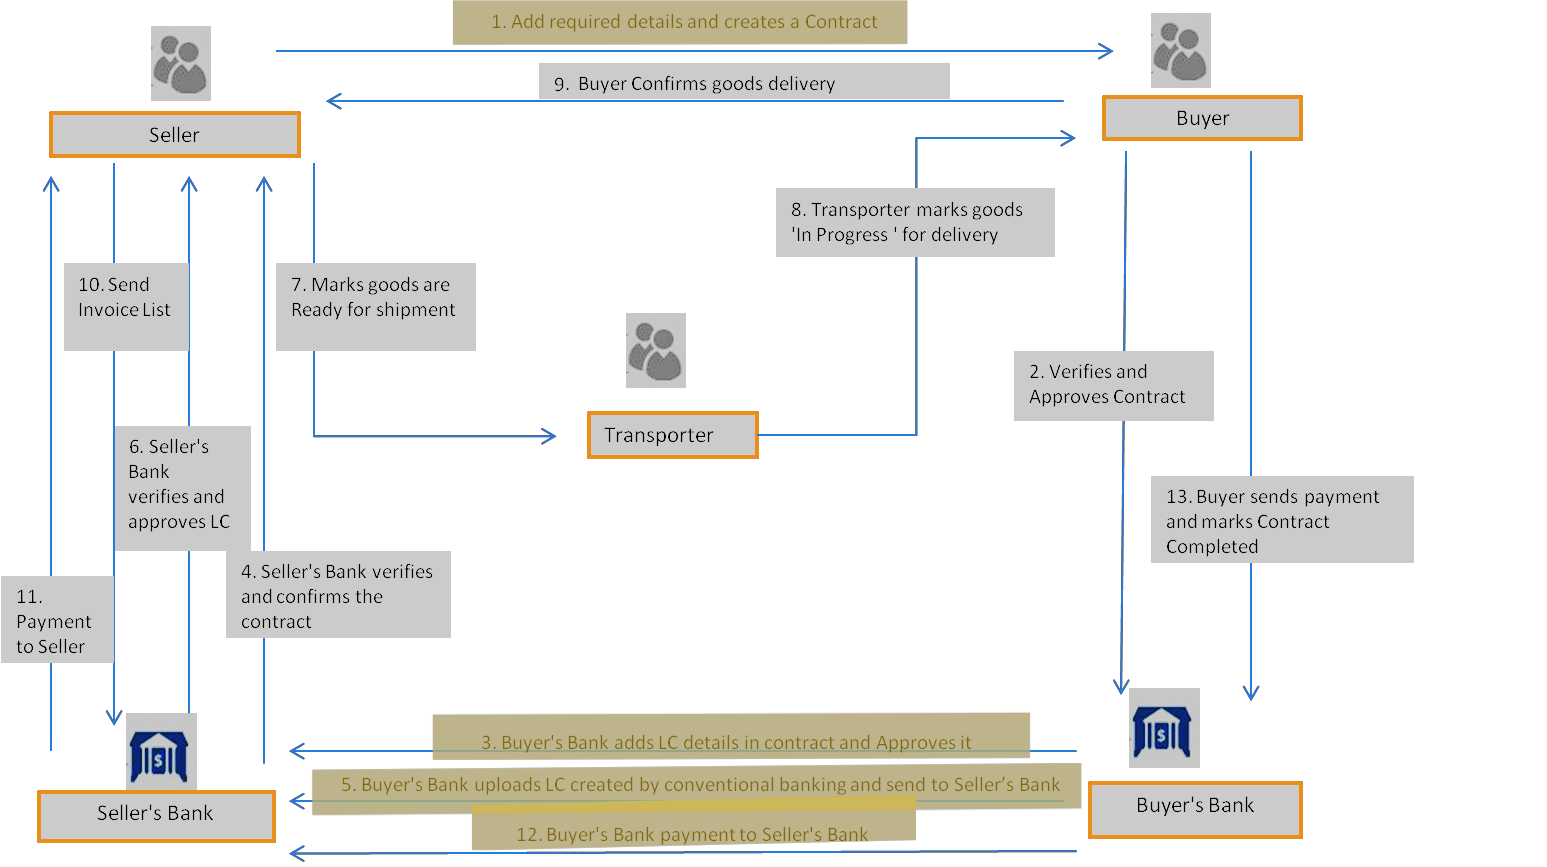 1. Add required details and creates a Contract
9. Buyer Confirms goods delivery
Seller
Buyer
8. Transporter marks goods
'In Progress ' for delivery
10. Send
Invoice List
7. Marks goods are
Ready for shipment
2. Verifies and
Approves Contract
Transporter
6. Seller's
Bank
verifies and
approves LC
13. Buyer sends payment
and marks Contract
Completed
4. Seller's Bank verifies
and confirms the
contract
11.
Payment
to Seller
3. Buyer's Bank adds LC details in contract and Approves it
5. Buyer's Bank uploads LC created by conventional banking and send to Seller’s Bank
Seller's Bank
Buyer's Bank
12. Buyer's Bank payment to Seller's Bank